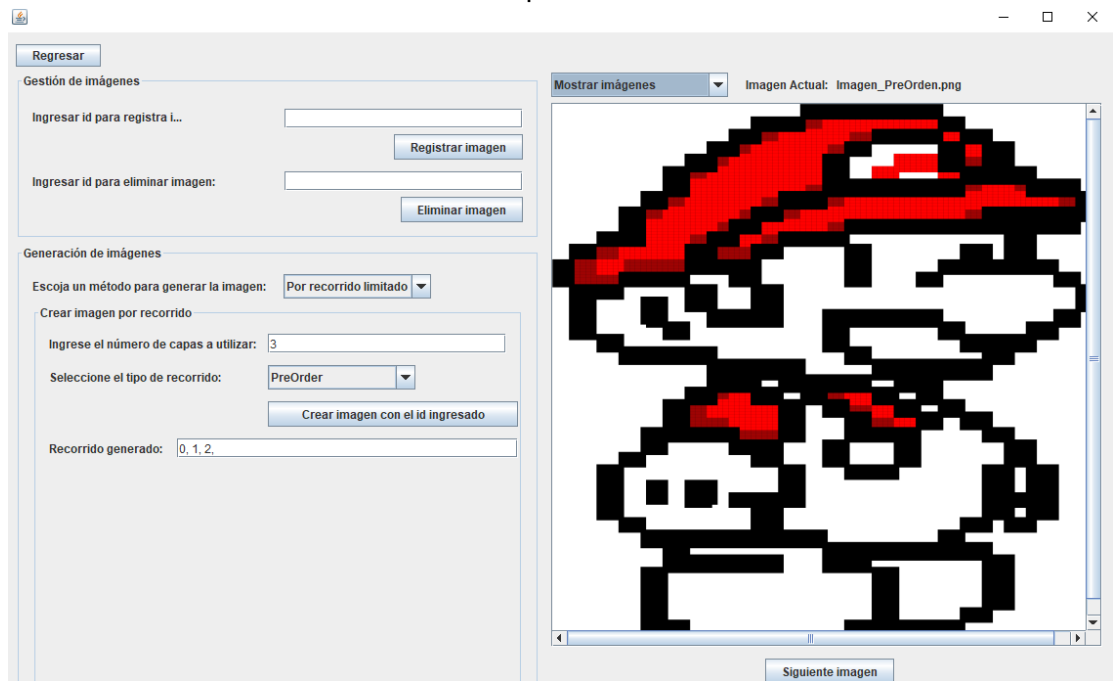 Regresar
Gestión de imágenes
Ingresar id para registra i...
Registrar imagen
Ingresar id para eliminar imagen:
Eliminar imagen
Generación de imágenes
Escoja un método para generar la imagen: Por recorrido limitado
Crear imagen por recorrido
Ingrese el número de capas a utilizar: 3
Seleccione el tipo de recorrido: PreOrder
Crear imagen con el id ingresado
Recorrido generado: 0, 1, 2,
Mostrar imágenes Imagen Actual: Imagen_PreOrden.png
Siguiente imagen